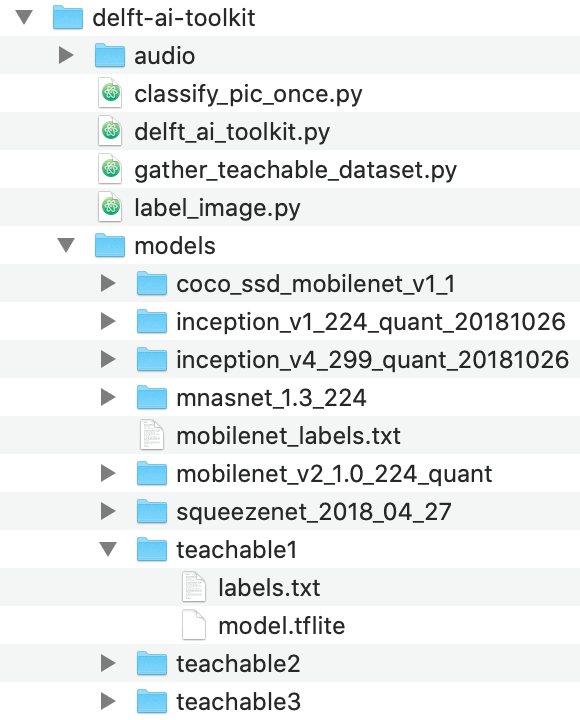 delft-ai-toolkit
audio
classify_pic_once.py
delft_ai_toolkit.py
gather_teachable_dataset.py
label_image.py
models
coco_ssd_mobilenet_v1_1
inception_v1_224_quant_20181026
inception_v4_299_quant_20181026
mnasnet_1.3_224
mobilenet_labels.txt
mobilenet_v2_1.0_224_quant
squeezenet_2018_04_27
teachable1
labels.txt
model.tflite
teachable2
teachable3